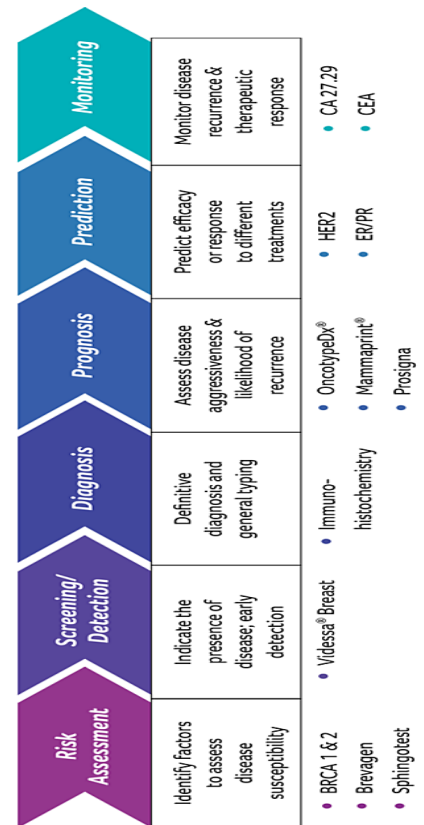 Risk
Assessment
Identify factors
to assess
disease
susceptibility
• BRCA 1 & 2
• Brevagen
• Sphingotest
Screening/
Detection
Indicate the
presence of
disease; early
detection
• Videssa® Breast
Diagnosis
Definitive
diagnosis and
general typing
• Immuno-
histochemistry
Prognosis
Assess disease
aggressiveness &
likelihood of
recurrence
• OncotypeDx®
• Mammaprint®
• Prosigna
Prediction
Predict efficacy
or response
to different
treatments
• HER2
• ER/PR
Monitoring
Monitor disease
recurrence &
therapeutic
response
• CA 27.29
• CEA